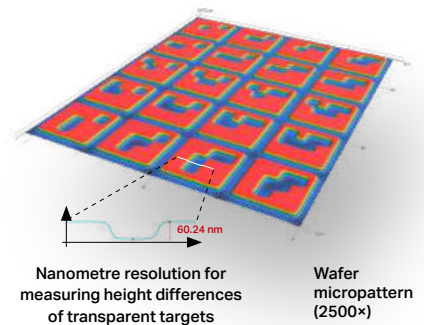 60.24 nm
Nanometre resolution for
measuring height differences
of transparent targets
Wafer
micropattern
(2500×)